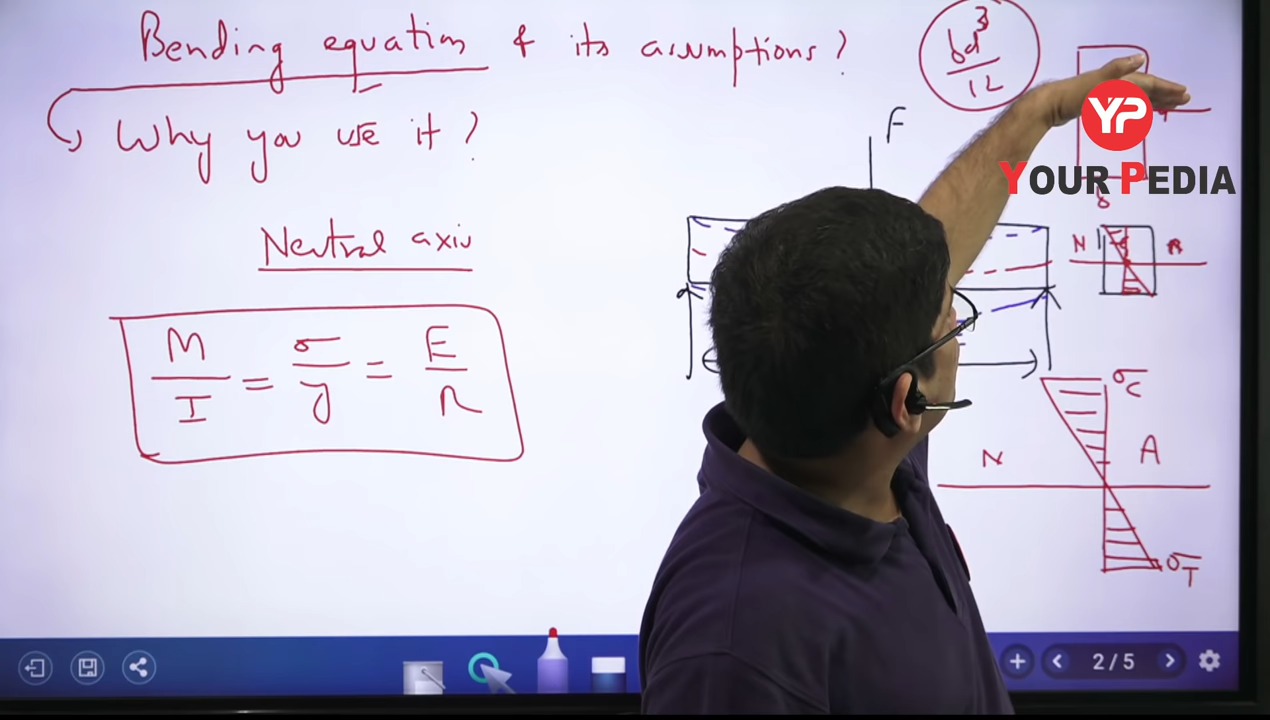 Bending equation & its assumptions?
Why you use it?
Neutral axis
M/I = σ/y = E/R
bd³/12
F
YP
YOUR PEDIA
b
N A
σC
N A
σT
2/5